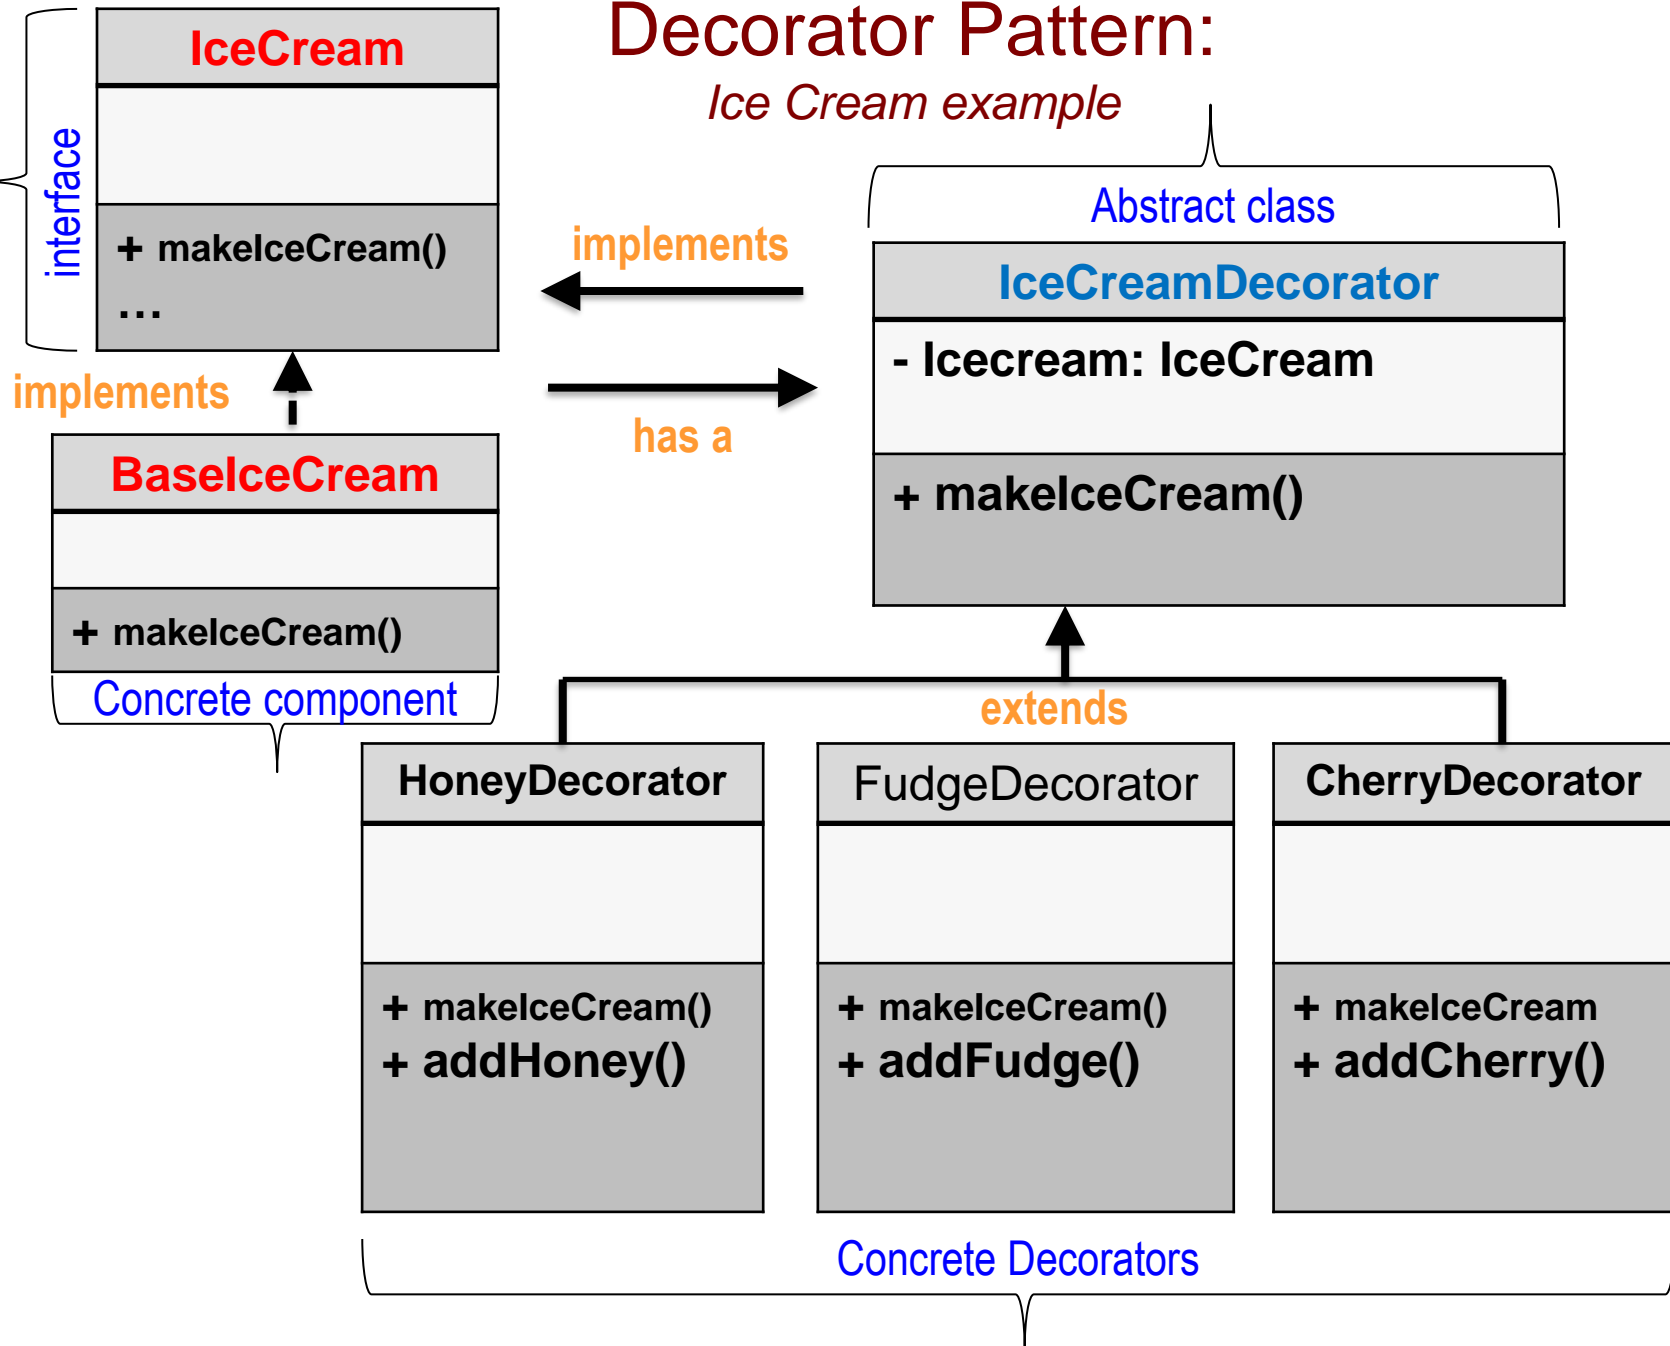 Decorator Pattern:
Ice Cream example
IceCream
interface
+ makeIceCream()
...
implements
BaseIceCream
+ makeIceCream()
Concrete component
implements
has a
Abstract class
IceCreamDecorator
- Icecream: IceCream
+ makeIceCream()
extends
HoneyDecorator
+ makeIceCream()
+ addHoney()
FudgeDecorator
+ makeIceCream()
+ addFudge()
CherryDecorator
+ makeIceCream
+ addCherry()
Concrete Decorators